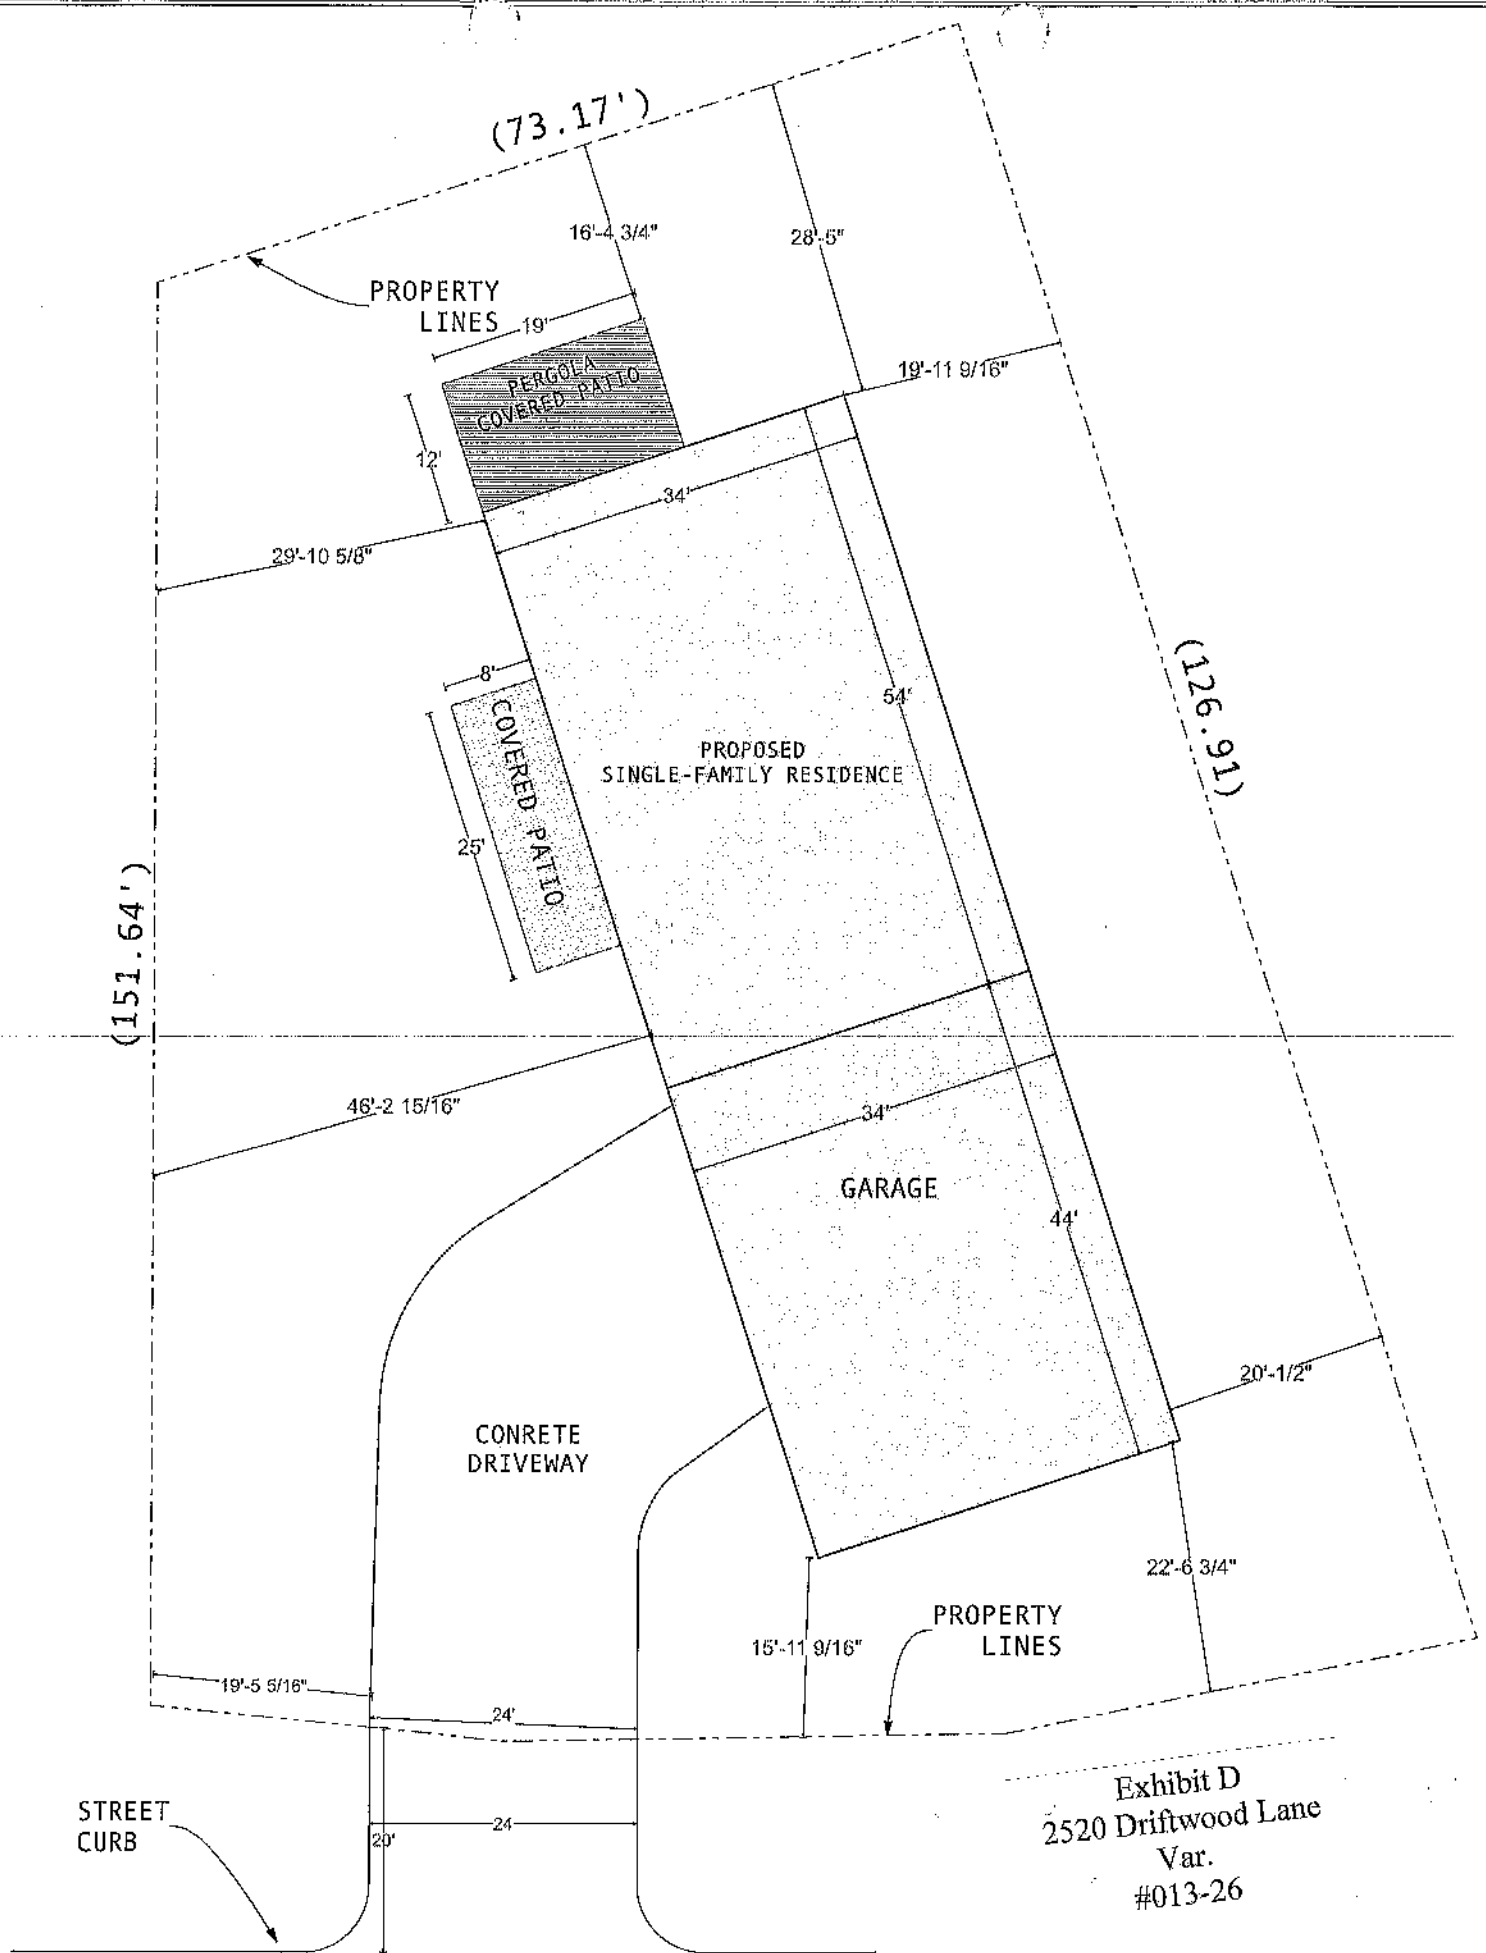 (73.17')
16'-4 3/4"
28'-5"
PROPERTY
LINES
19'
PERGOLA
COVERED PATIO
19'-11 9/16"
12'
34'
29'-10 5/8"
8'
COVERED PATIO
25'
54'
PROPOSED
SINGLE-FAMILY RESIDENCE
(126.91)
(151.64')
46'-2 15/16"
34'
GARAGE
44'
20'-1/2"
CONRETE
DRIVEWAY
22'-6 3/4"
15'-11 9/16"
PROPERTY
LINES
19'-5 5/16"
24'
STREET
CURB
24
20'
Exhibit D
2520 Driftwood Lane
Var.
#013-26